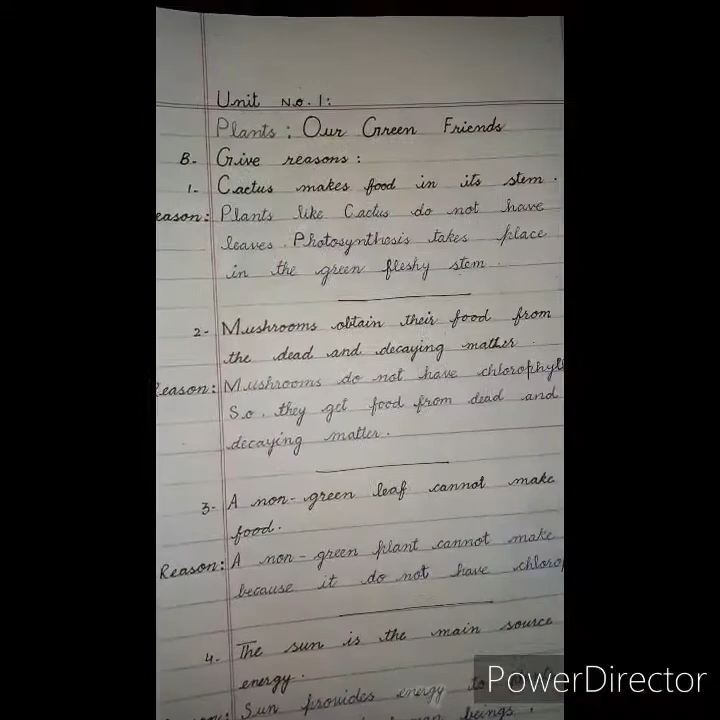 Unit No. 1:
Plants : Our Green Friends
B- Give reasons :
1- Cactus makes food in its stem.
eason: Plants like Cactus do not have
leaves. Photosynthesis takes place
in the green fleshy stem.
2- Mushrooms obtain their food from
the dead and decaying matter.
Reason: Mushrooms do not have chlorophyll
So, they get food from dead and
decaying matter.
3- A non-green leaf cannot make
food.
Reason: A non-green plant cannot make
because it do not have chloro
4- The sun is the main source
energy.
Sun provides energy to
beings.
PowerDirector